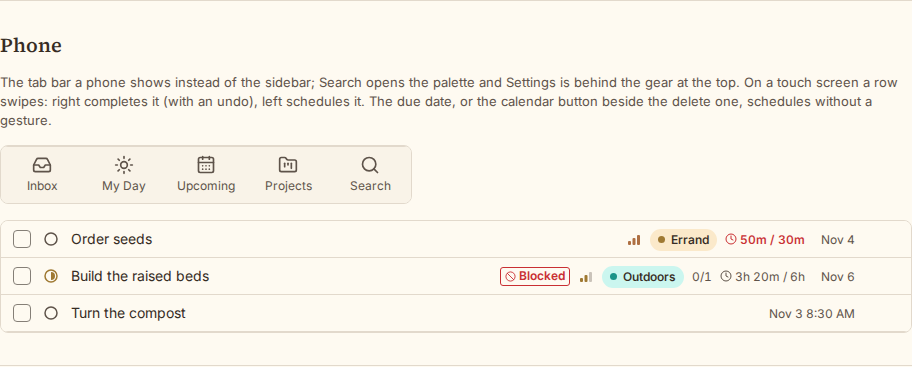 Phone
The tab bar a phone shows instead of the sidebar; Search opens the palette and Settings is behind the gear at the top. On a touch screen a row
swipes: right completes it (with an undo), left schedules it. The due date, or the calendar button beside the delete one, schedules without a
gesture.
Inbox My Day Upcoming Projects Search
Order seeds Errand 50m / 30m Nov 4
Build the raised beds Blocked Outdoors 0/1 3h 20m / 6h Nov 6
Turn the compost Nov 3 8:30 AM